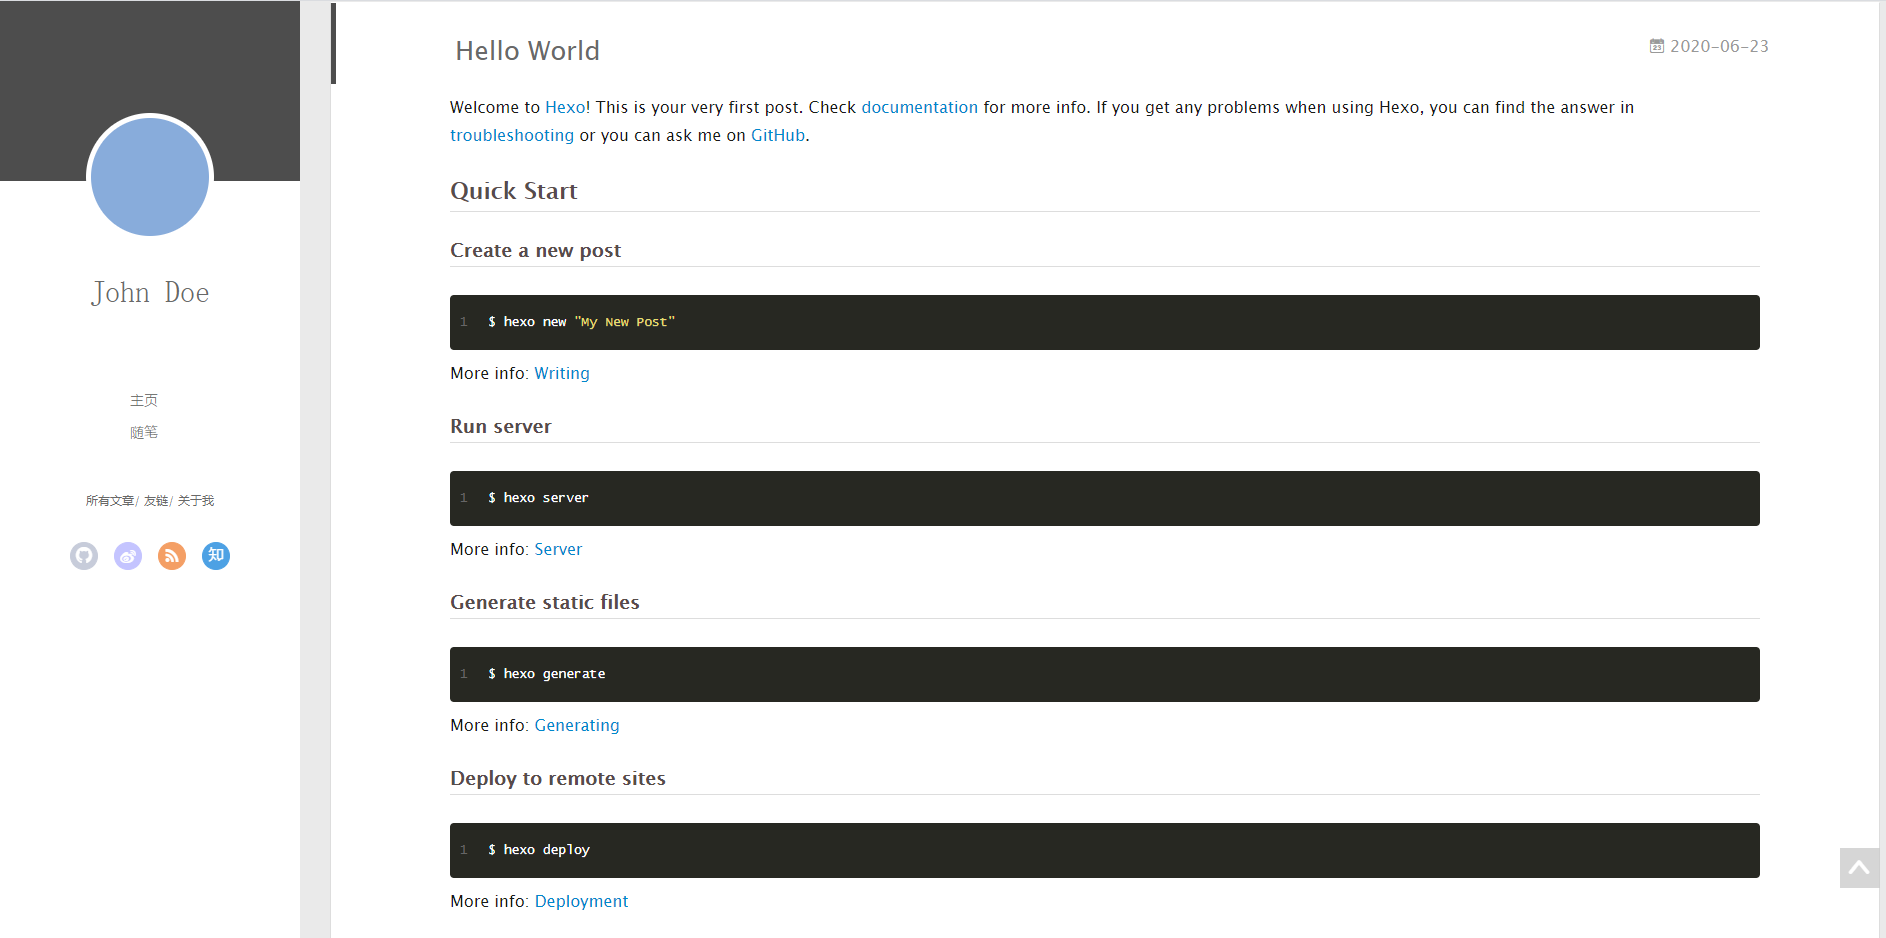 John Doe
主页
随笔
所有文章/ 友链/ 关于我
知
Hello World
23 2020-06-23
Welcome to Hexo! This is your very first post. Check documentation for more info. If you get any problems when using Hexo, you can find the answer in
troubleshooting or you can ask me on GitHub.
Quick Start
Create a new post
1 $ hexo new "My New Post"
More info: Writing
Run server
1 $ hexo server
More info: Server
Generate static files
1 $ hexo generate
More info: Generating
Deploy to remote sites
1 $ hexo deploy
More info: Deployment